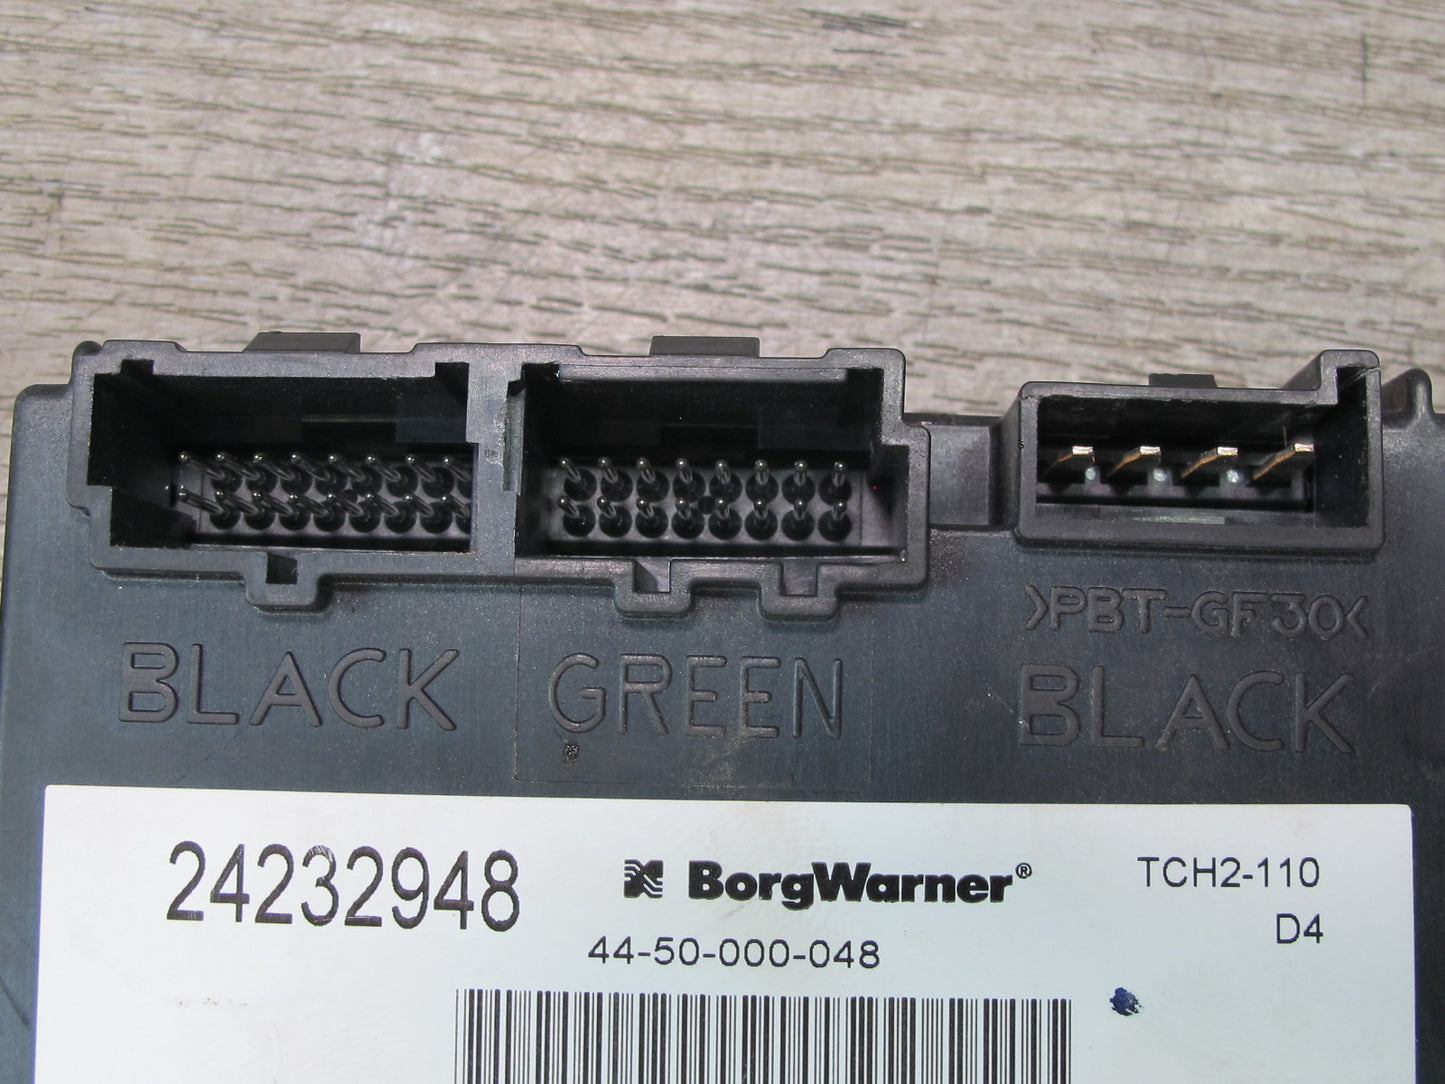 >PBT-GF30<
BLACK GREEN BLACK
24232948 BorgWarner® TCH2-110
D4
44-50-000-048